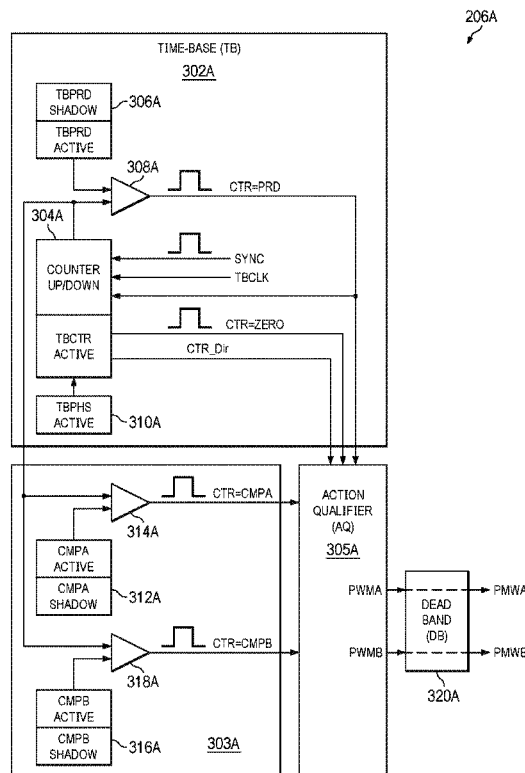 206A
TIME-BASE (TB)
302A
TBPRD
SHADOW
306A
TBPRD
ACTIVE
308A
CTR=PRD
304A
COUNTER
UP/DOWN
SYNC
TBCLK
CTR=ZERO
TBCTR
ACTIVE
CTR_Dir
TBPHS
ACTIVE
310A
CTR=CMPA
314A
ACTION
QUALIFIER
(AQ)
305A
CMPA
ACTIVE
CMPA
SHADOW
312A
PWMA
DEAD
BAND
(DB)
PMWA
CTR=CMPB
318A
PWMB
PMWB
320A
CMPB
ACTIVE
CMPB
SHADOW
316A
303A